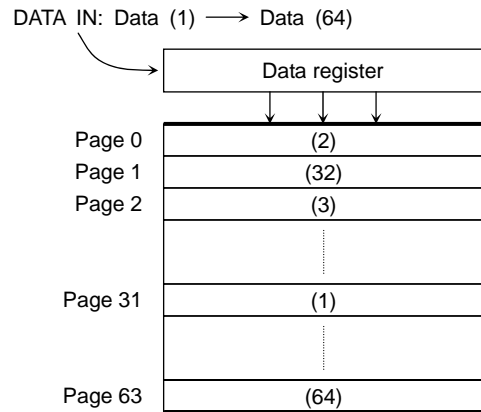 DATA IN: Data (1) Data (64)
Data register
Page 0 (2)
Page 1 (32)
Page 2 (3)
Page 31 (1)
Page 63 (64)